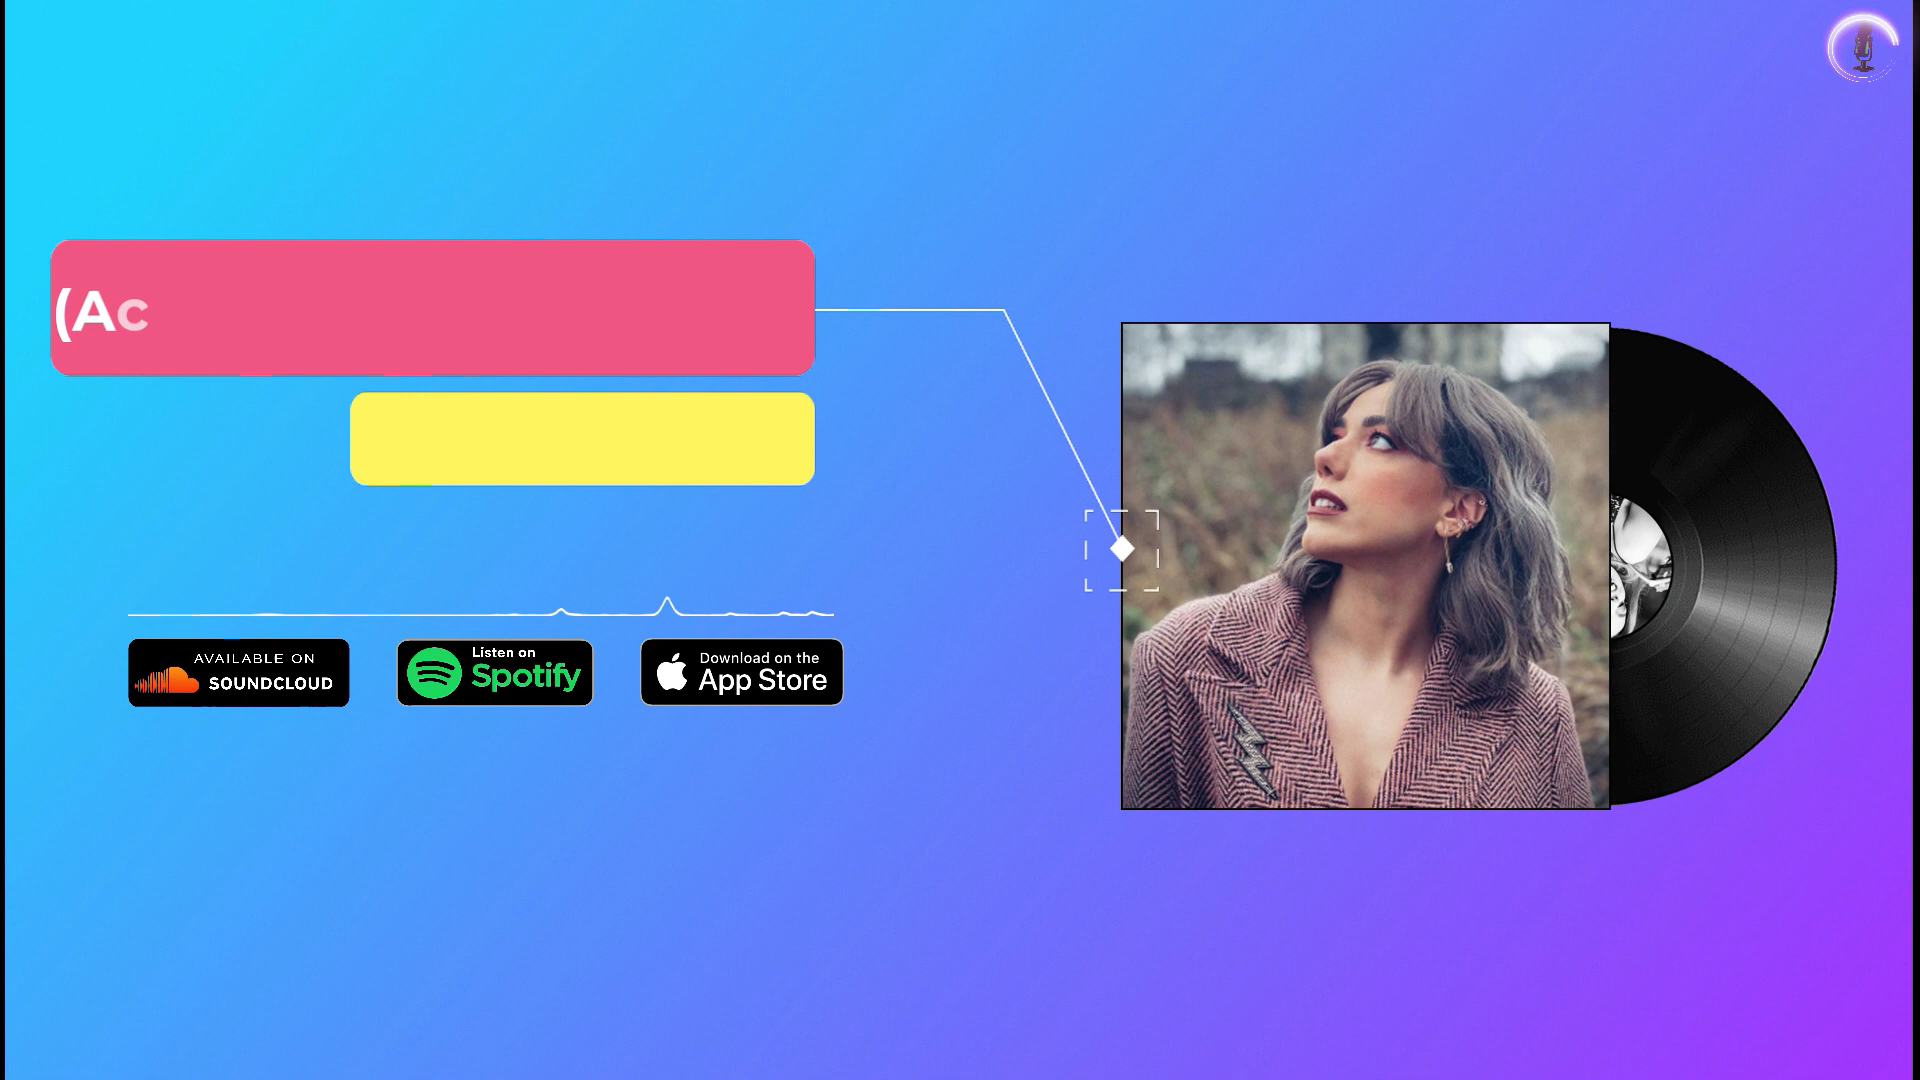 (Ac
AVAILABLE ON
SOUNDCLOUD
Listen on
Spotify
Download on the
App Store